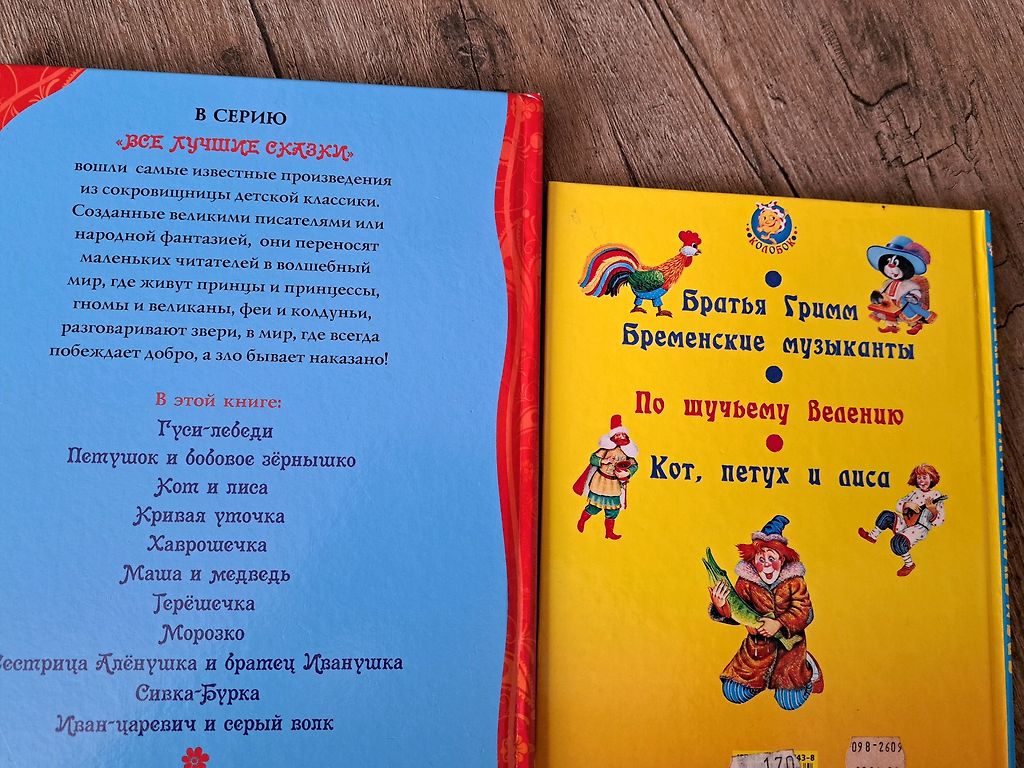 В СЕРИЮ
«ВСЕ ЛУЧШИЕ СКАЗКИ»
вошли самые известные произведения
из сокровищницы детской классики.
Созданные великими писателями или
народной фантазией, они переносят
маленьких читателей в волшебный
мир, где живут принцы и принцессы,
гномы и великаны, феи и колдуньи,
разговаривают звери, в мир, где всегда
побеждает добро, а зло бывает наказано!
В этой книге:
Гуси-лебеди
Петушок и бобовое зёрнышко
Кот и лиса
Кривая уточка
Хаврошечка
Маша и медведь
Терёшечка
Морозко
естрица Алёнушка и братец Иванушка
Сивка-Бурка
Иван-царевич и серый волк
КОЛОБОК
Братья Гримм
Бременские музыканты
По щучьему велению
Кот, петух и лиса
170
43-8
098-2609